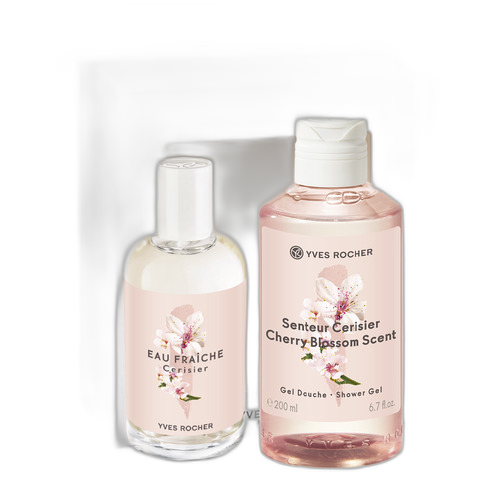 EAU FRAÎCHE
Cerisier
YVES ROCHER
YVES ROCHER
Senteur Cerisier
Cherry Blossom Scent
Gel Douche • Shower Gel
e 200 ml 6.7 fl.oz.
YVES